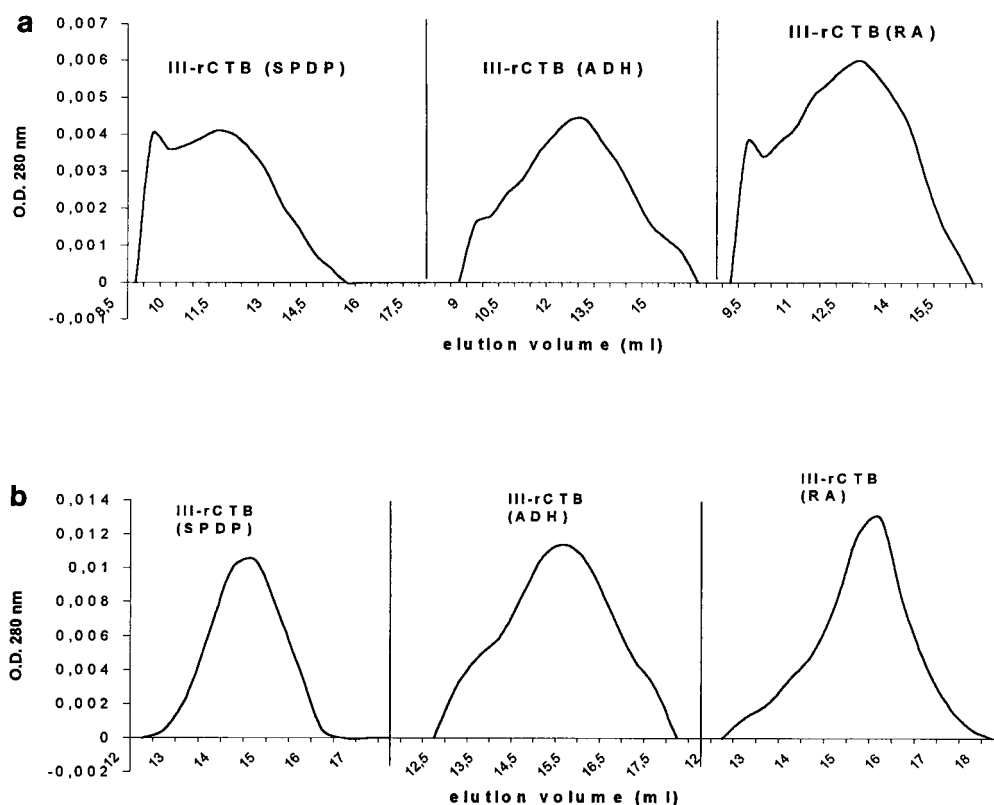 a
0,007
0,006
0,005
0,004
0,003
0,002
0,001
0
-0,001
O.D. 280 nm
III-rCTB (SPDP)
III-rCTB (ADH)
III-rCTB (RA)
8,5 10 11,5 13 14,5 16 17,5 9 10,5 12 13,5 15 9,5 11 12,5 14 15,5
elution volume (ml)
b
0,014
0,012
0,01
0,008
0,006
0,004
0,002
0
-0,002
O.D. 280 nm
III-rCTB
(SPDP)
III-rCTB
(ADH)
III-rCTB
(RA)
12 13 14 15 16 17 12,5 13,5 14,5 15,5 16,5 17,5 12 13 14 15 16 18
elution volume (ml)